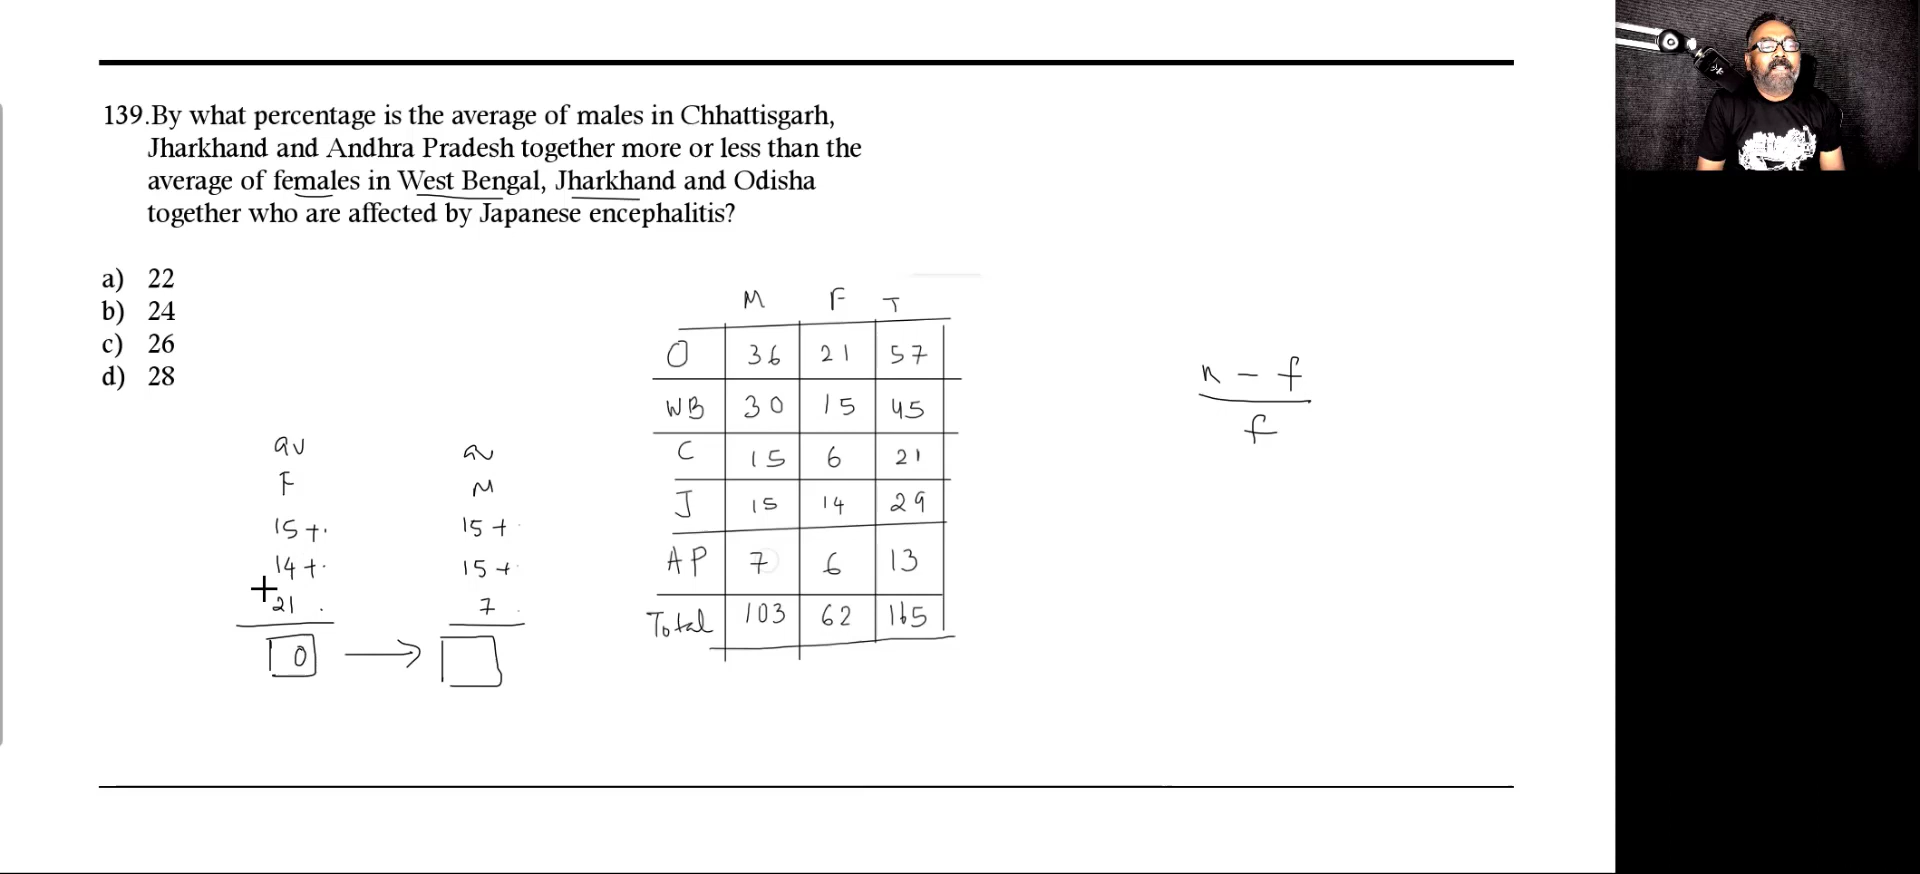 139.By what percentage is the average of males in Chhattisgarh,
Jharkhand and Andhra Pradesh together more or less than the
average of females in West Bengal, Jharkhand and Odisha
together who are affected by Japanese encephalitis?
a) 22
b) 24
c) 26
d) 28
M F T
O 36 21 57
WB 30 15 45
C 15 6 21
J 15 14 29
AP 7 6 13
Total 103 62 165
av
F
15+
14+
+21
0
→
av
M
15+
15+
7
n - f
f